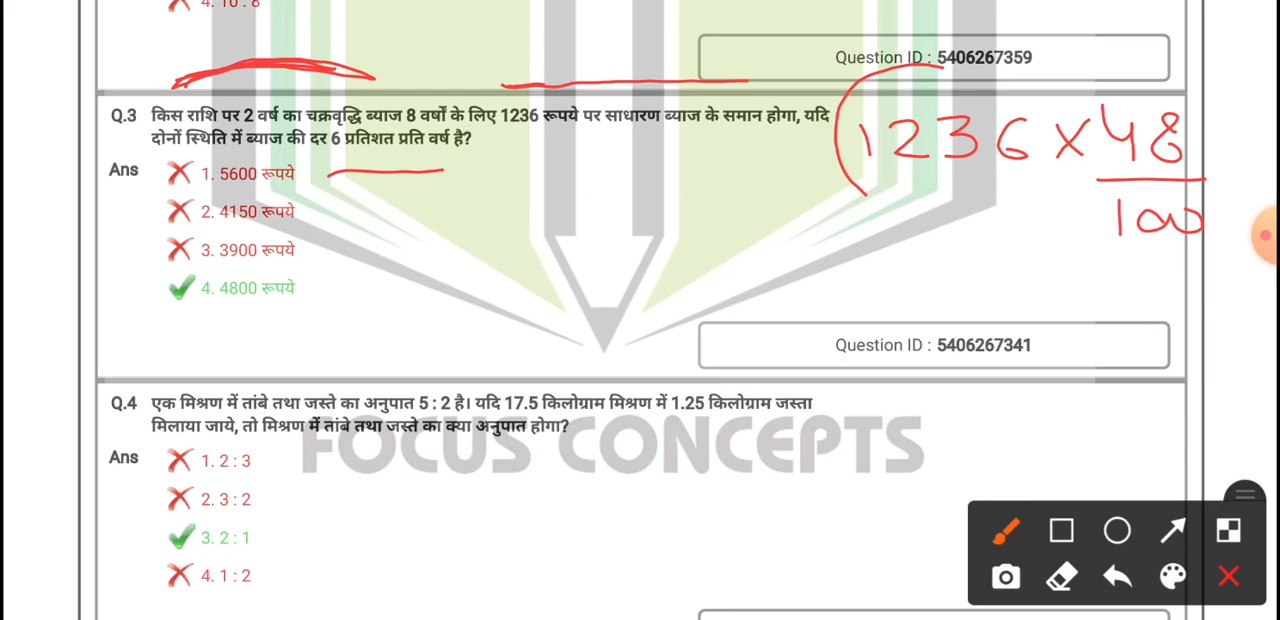 4. 10 : 8
Question ID : 5406267359
Q.3 किस राशि पर 2 वर्ष का चक्रवृद्धि ब्याज 8 वर्षों के लिए 1236 रूपये पर साधारण ब्याज के समान होगा, यदि
दोनों स्थिति में ब्याज की दर 6 प्रतिशत प्रति वर्ष है?
(1236 x 48
100
Ans 1. 5600 रूपये
2. 4150 रूपये
3. 3900 रूपये
4. 4800 रूपये
Question ID : 5406267341
Q.4 एक मिश्रण में तांबे तथा जस्ते का अनुपात 5 : 2 है। यदि 17.5 किलोग्राम मिश्रण में 1.25 किलोग्राम जस्ता
मिलाया जाये, तो मिश्रण में तांबे तथा जस्ते का क्या अनुपात होगा?
FOCUS CONCEPTS
Ans 1. 2 : 3
2. 3 : 2
3. 2 : 1
4. 1 : 2